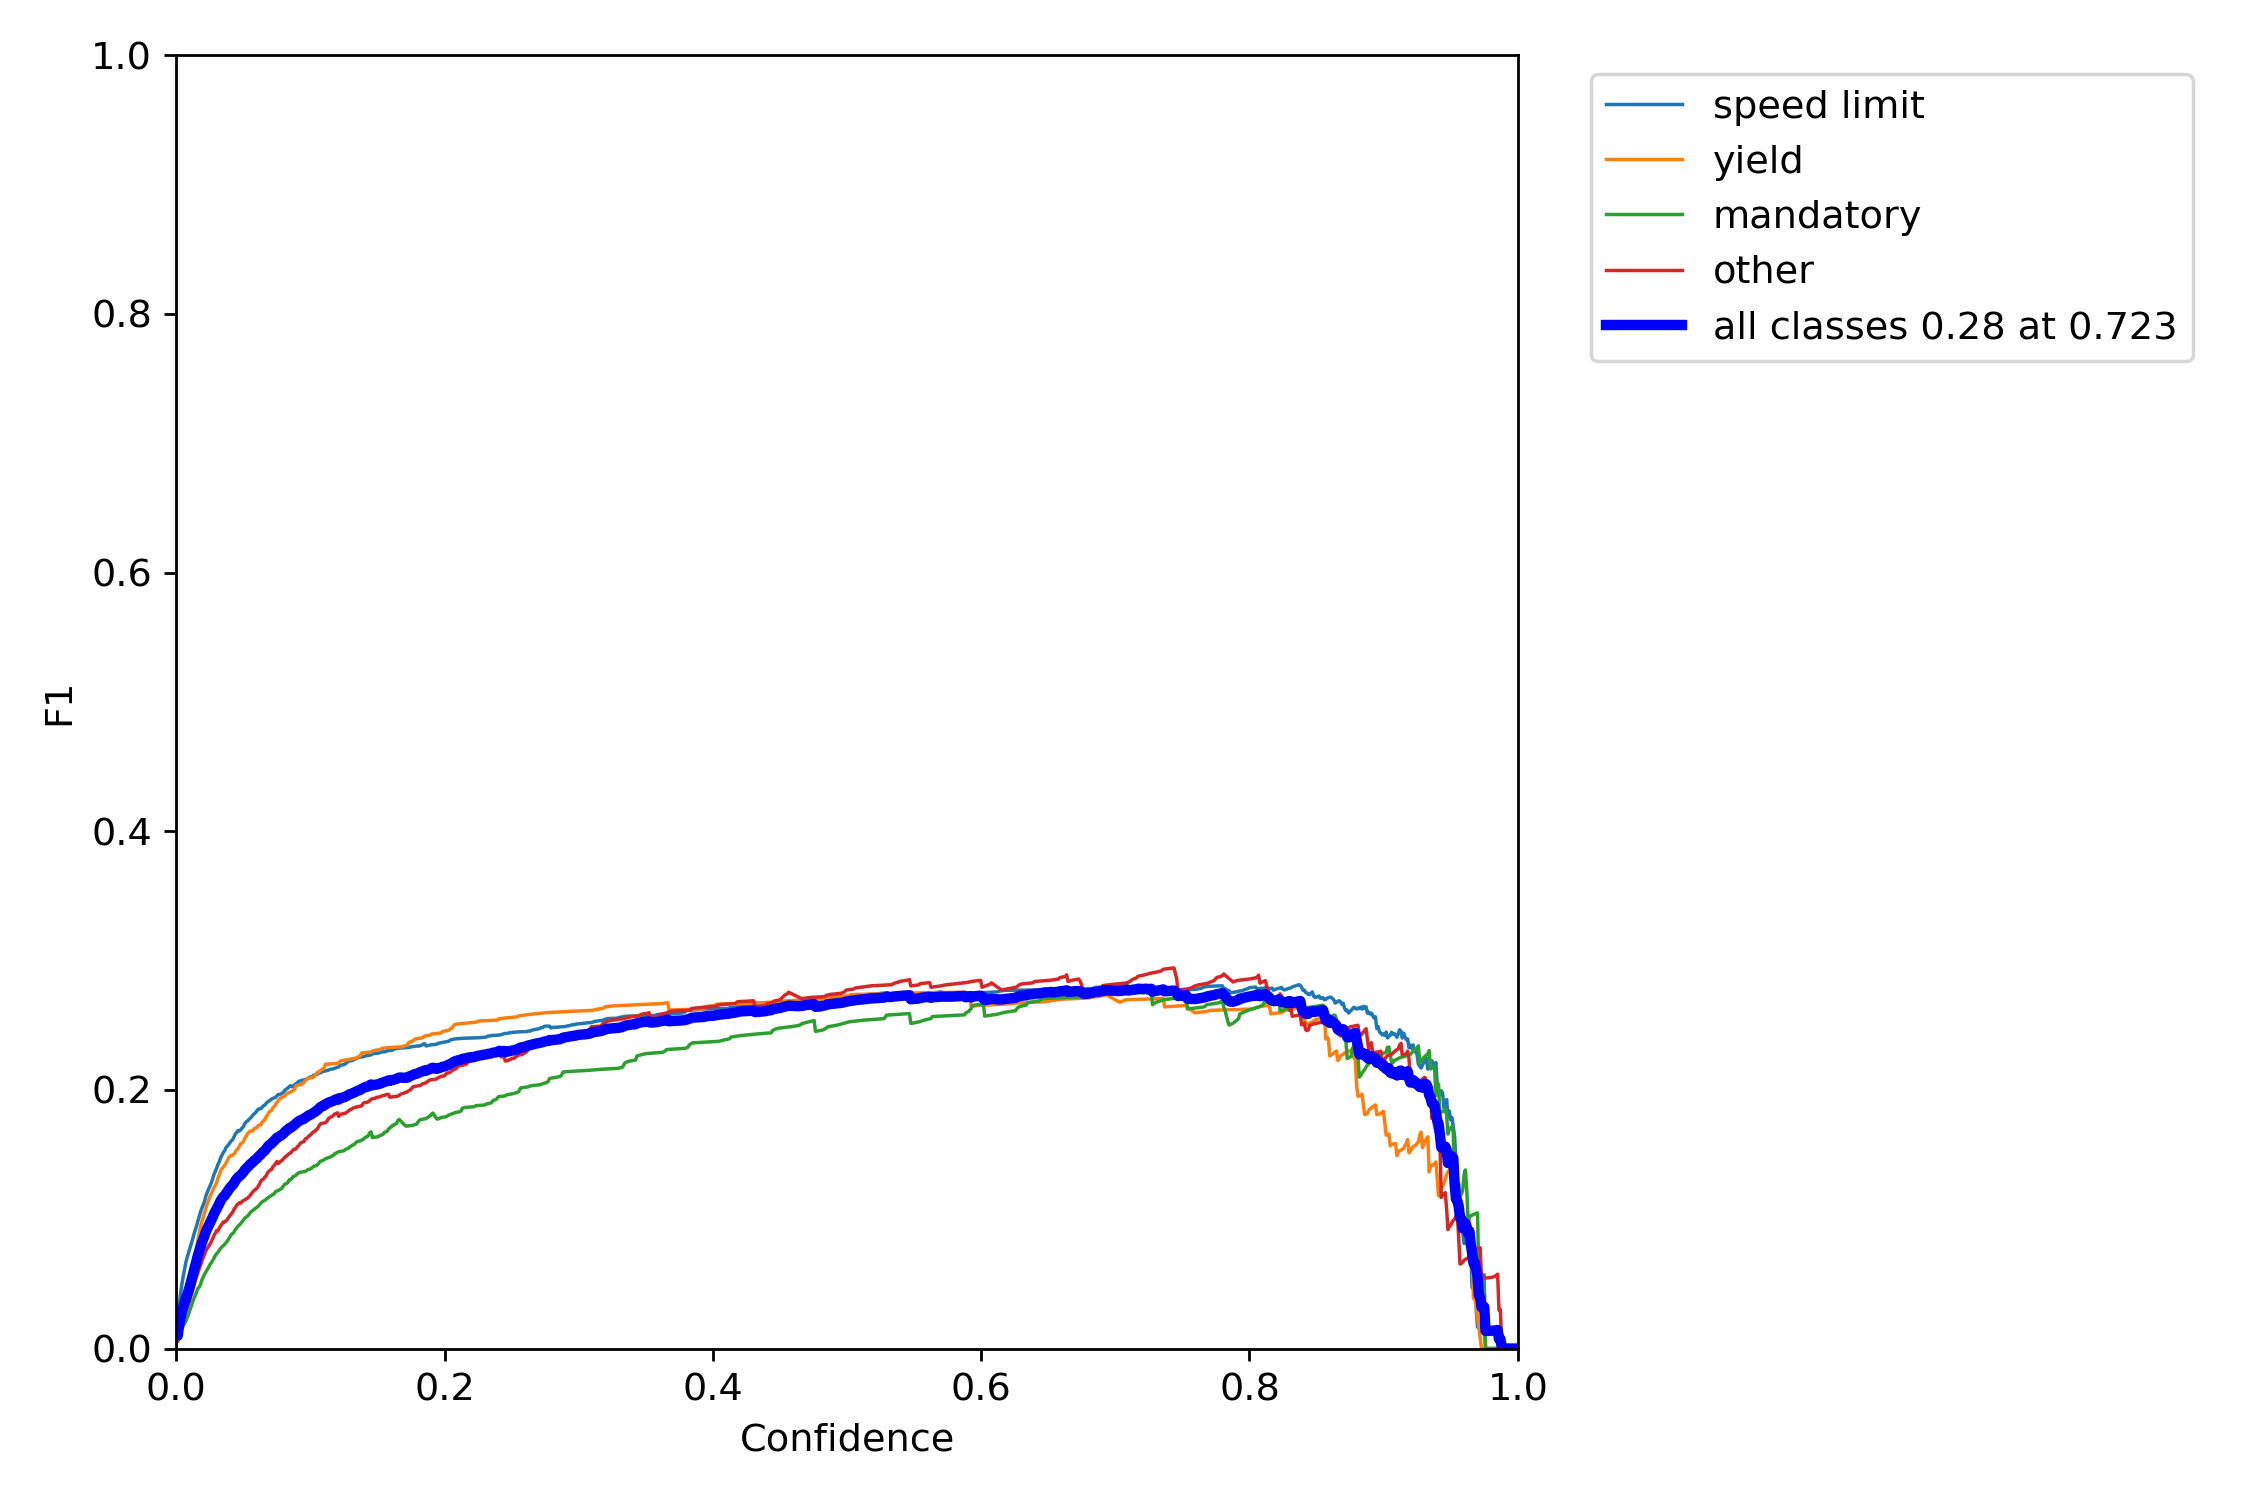 1.0
0.8
0.6
0.4
0.2
0.0
F1
0.0 0.2 0.4 0.6 0.8 1.0
Confidence
speed limit
yield
mandatory
other
all classes 0.28 at 0.723